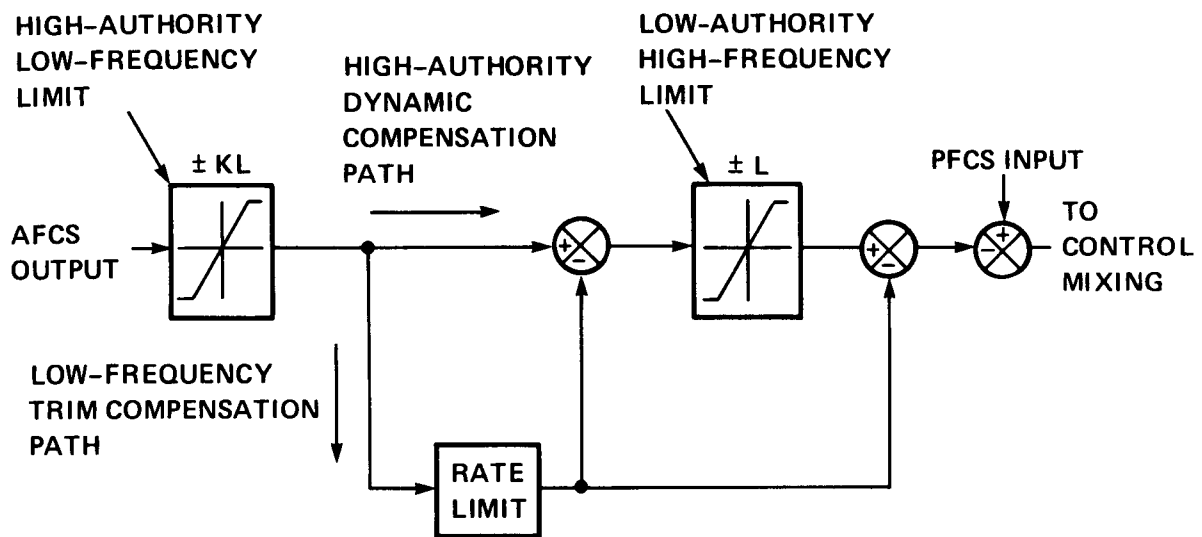 HIGH–AUTHORITY
LOW–FREQUENCY
LIMIT
± KL
AFCS
OUTPUT
HIGH–AUTHORITY
DYNAMIC
COMPENSATION
PATH
LOW–AUTHORITY
HIGH–FREQUENCY
LIMIT
± L
PFCS INPUT
+
–
+
–
+
–
TO
CONTROL
MIXING
LOW–FREQUENCY
TRIM COMPENSATION
PATH
RATE
LIMIT